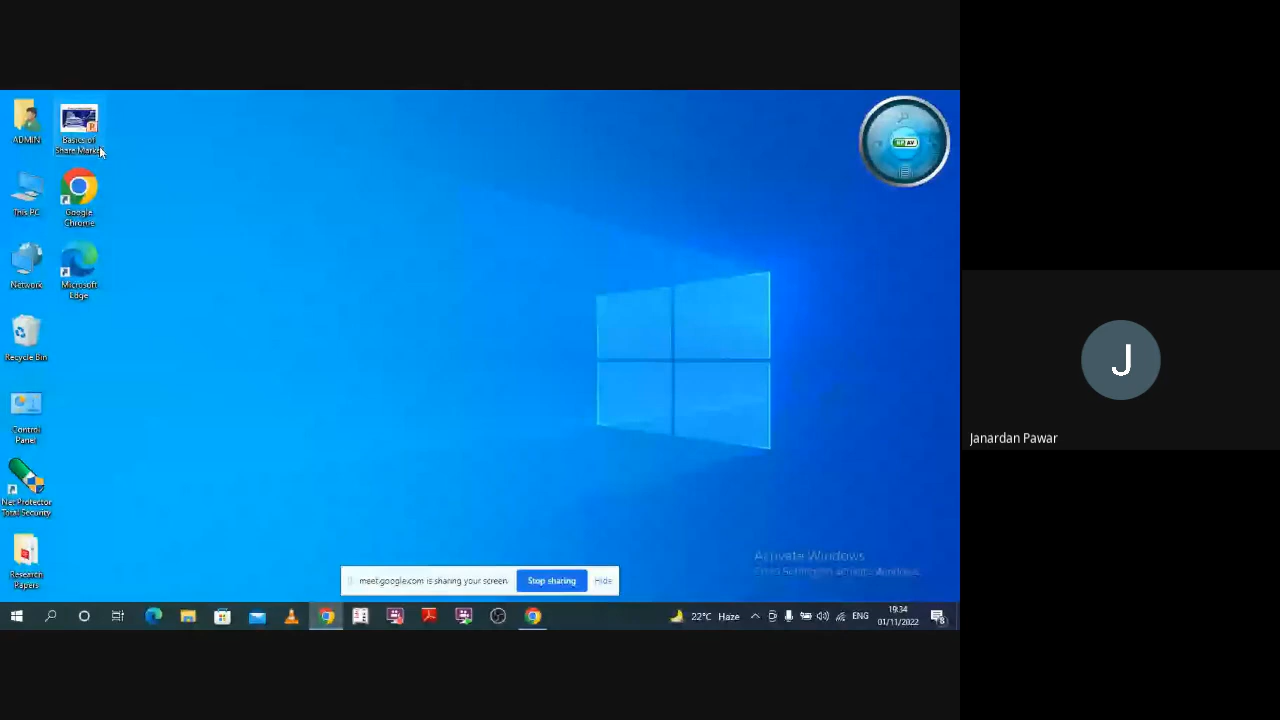 ADMIN
Basics of
Share Marke
This PC
Google
Chrome
Network
Microsoft
Edge
Recycle Bin
Control
Panel
Net Protector
Total Security
Research
Papers
Activate Windows
meet.google.com is sharing your screen.
Stop sharing
Hide
22°C Haze
ENG
19:34
01/11/2022
8
J
Janardan Pawar